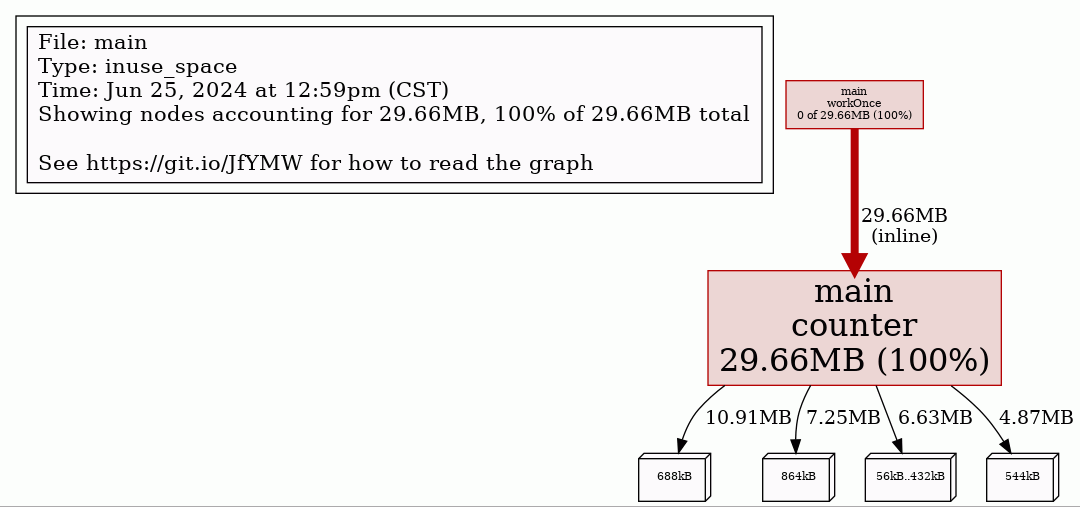 File: main
Type: inuse_space
Time: Jun 25, 2024 at 12:59pm (CST)
Showing nodes accounting for 29.66MB, 100% of 29.66MB total
See https://git.io/JfYMW for how to read the graph
main
workOnce
0 of 29.66MB (100%)
29.66MB
(inline)
main
counter
29.66MB (100%)
10.91MB
7.25MB
6.63MB
4.87MB
688kB
864kB
56kB..432kB
544kB